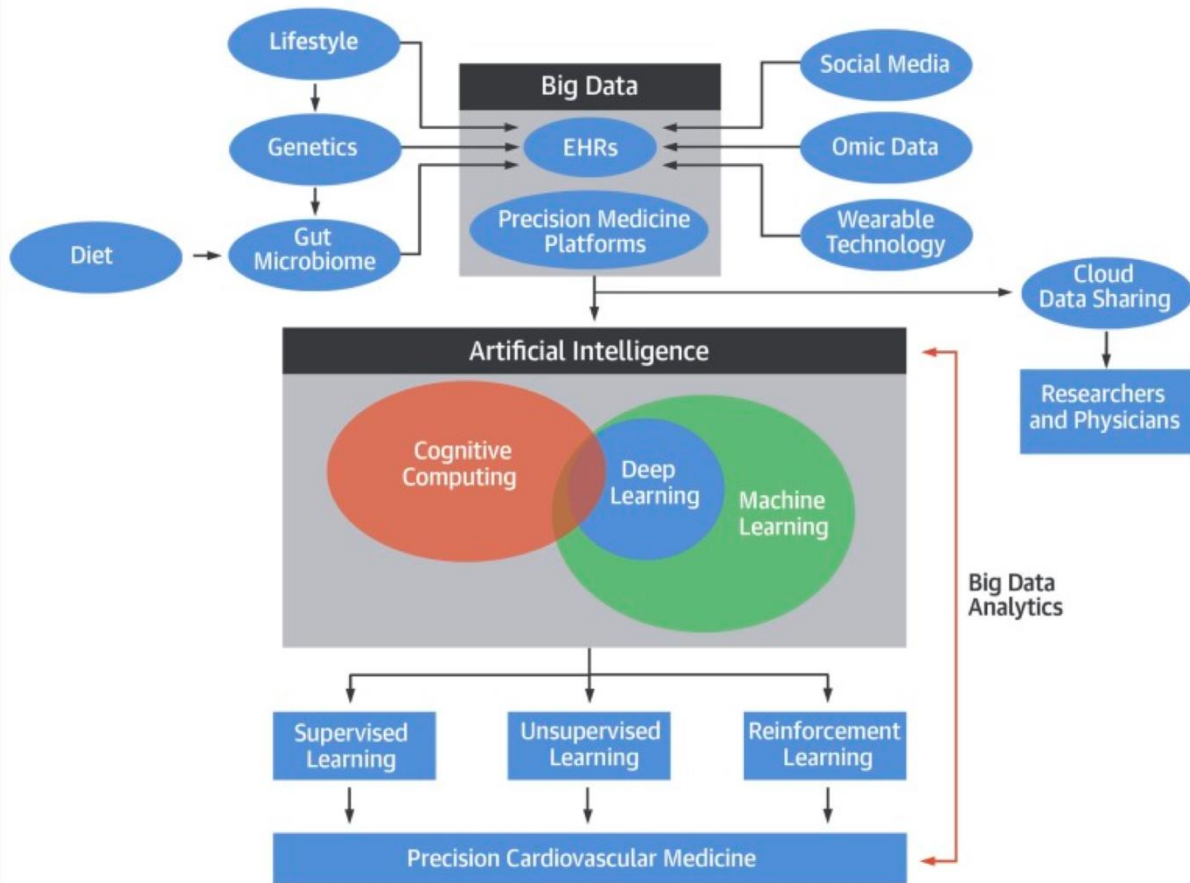 Lifestyle
Social Media
Big Data
Genetics
EHRs
Omic Data
Precision Medicine
Platforms
Diet
Gut
Microbiome
Wearable
Technology
Cloud
Data Sharing
Artificial Intelligence
Researchers
and Physicians
Cognitive
Computing
Deep
Learning
Machine
Learning
Big Data
Analytics
Supervised
Learning
Unsupervised
Learning
Reinforcement
Learning
Precision Cardiovascular Medicine